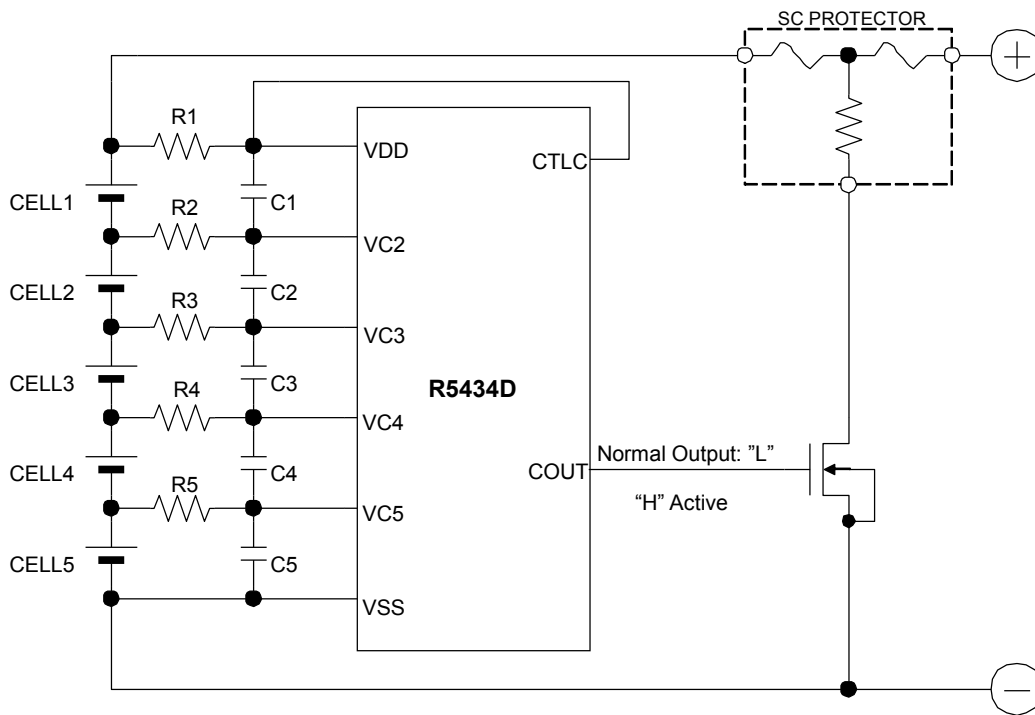 SC PROTECTOR
+
R1
VDD
CTLC
CELL1
C1
R2
VC2
CELL2
C2
R3
VC3
CELL3
C3
R4
R5434D
VC4
CELL4
C4
COUT
Normal Output: ”L”
“H” Active
R5
VC5
CELL5
C5
VSS
−